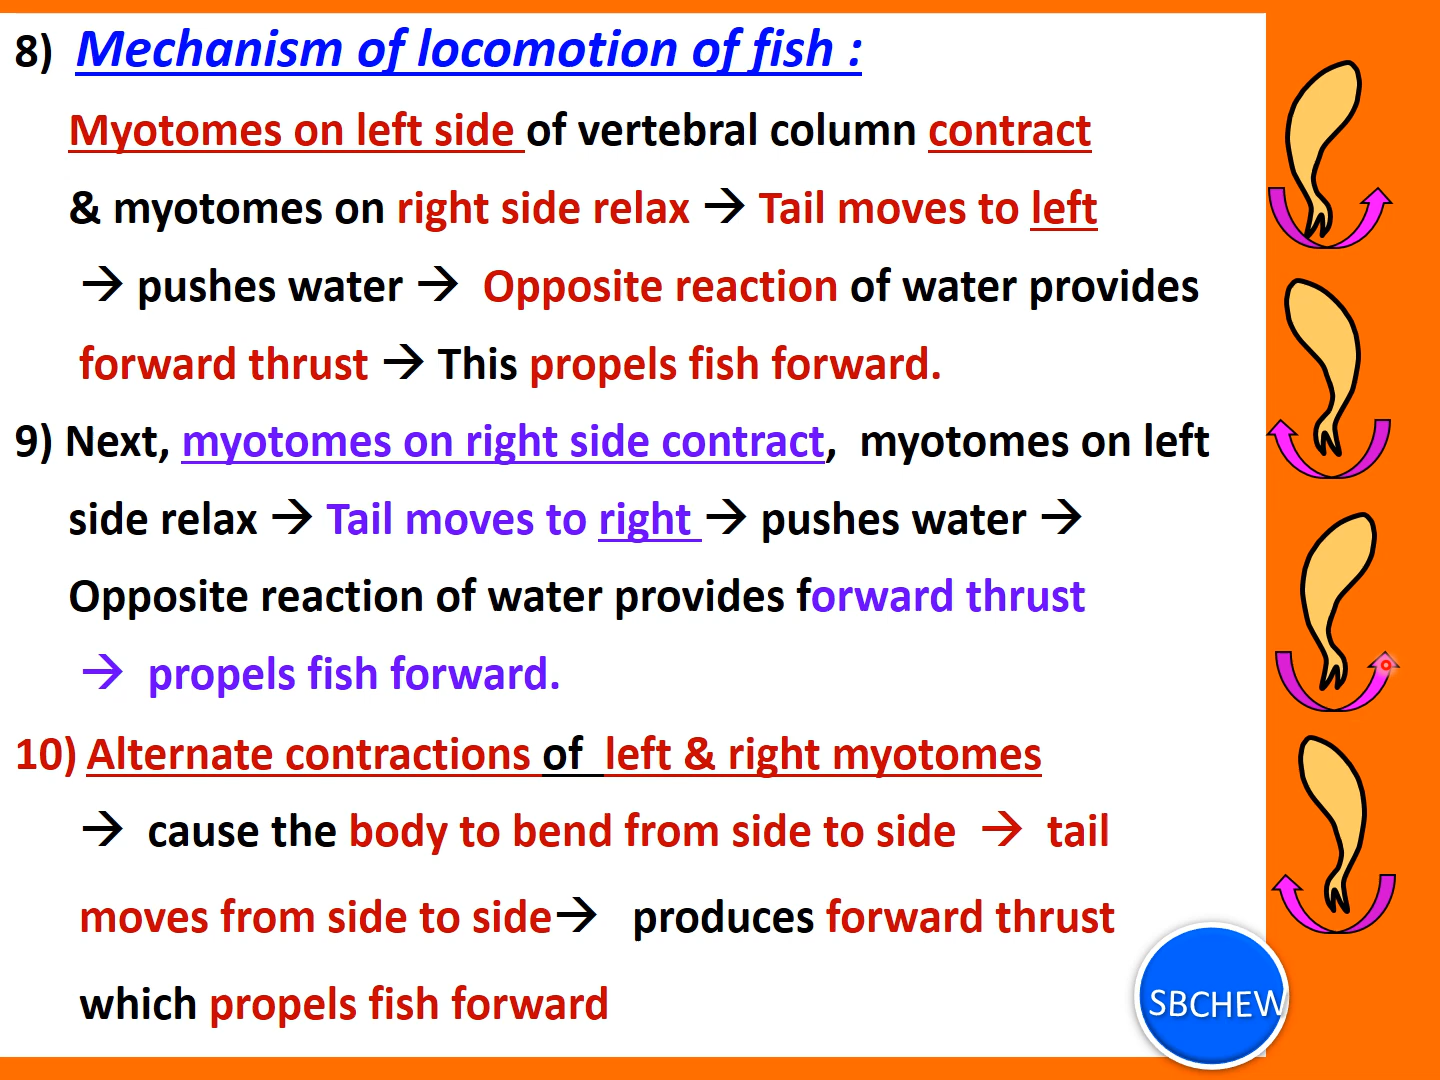 8) Mechanism of locomotion of fish :
Myotomes on left side of vertebral column contract
& myotomes on right side relax → Tail moves to left
→ pushes water → Opposite reaction of water provides
forward thrust → This propels fish forward.
9) Next, myotomes on right side contract, myotomes on left
side relax → Tail moves to right → pushes water →
Opposite reaction of water provides forward thrust
→ propels fish forward.
10) Alternate contractions of left & right myotomes
→ cause the body to bend from side to side → tail
moves from side to side→ produces forward thrust
which propels fish forward
SBCHEW